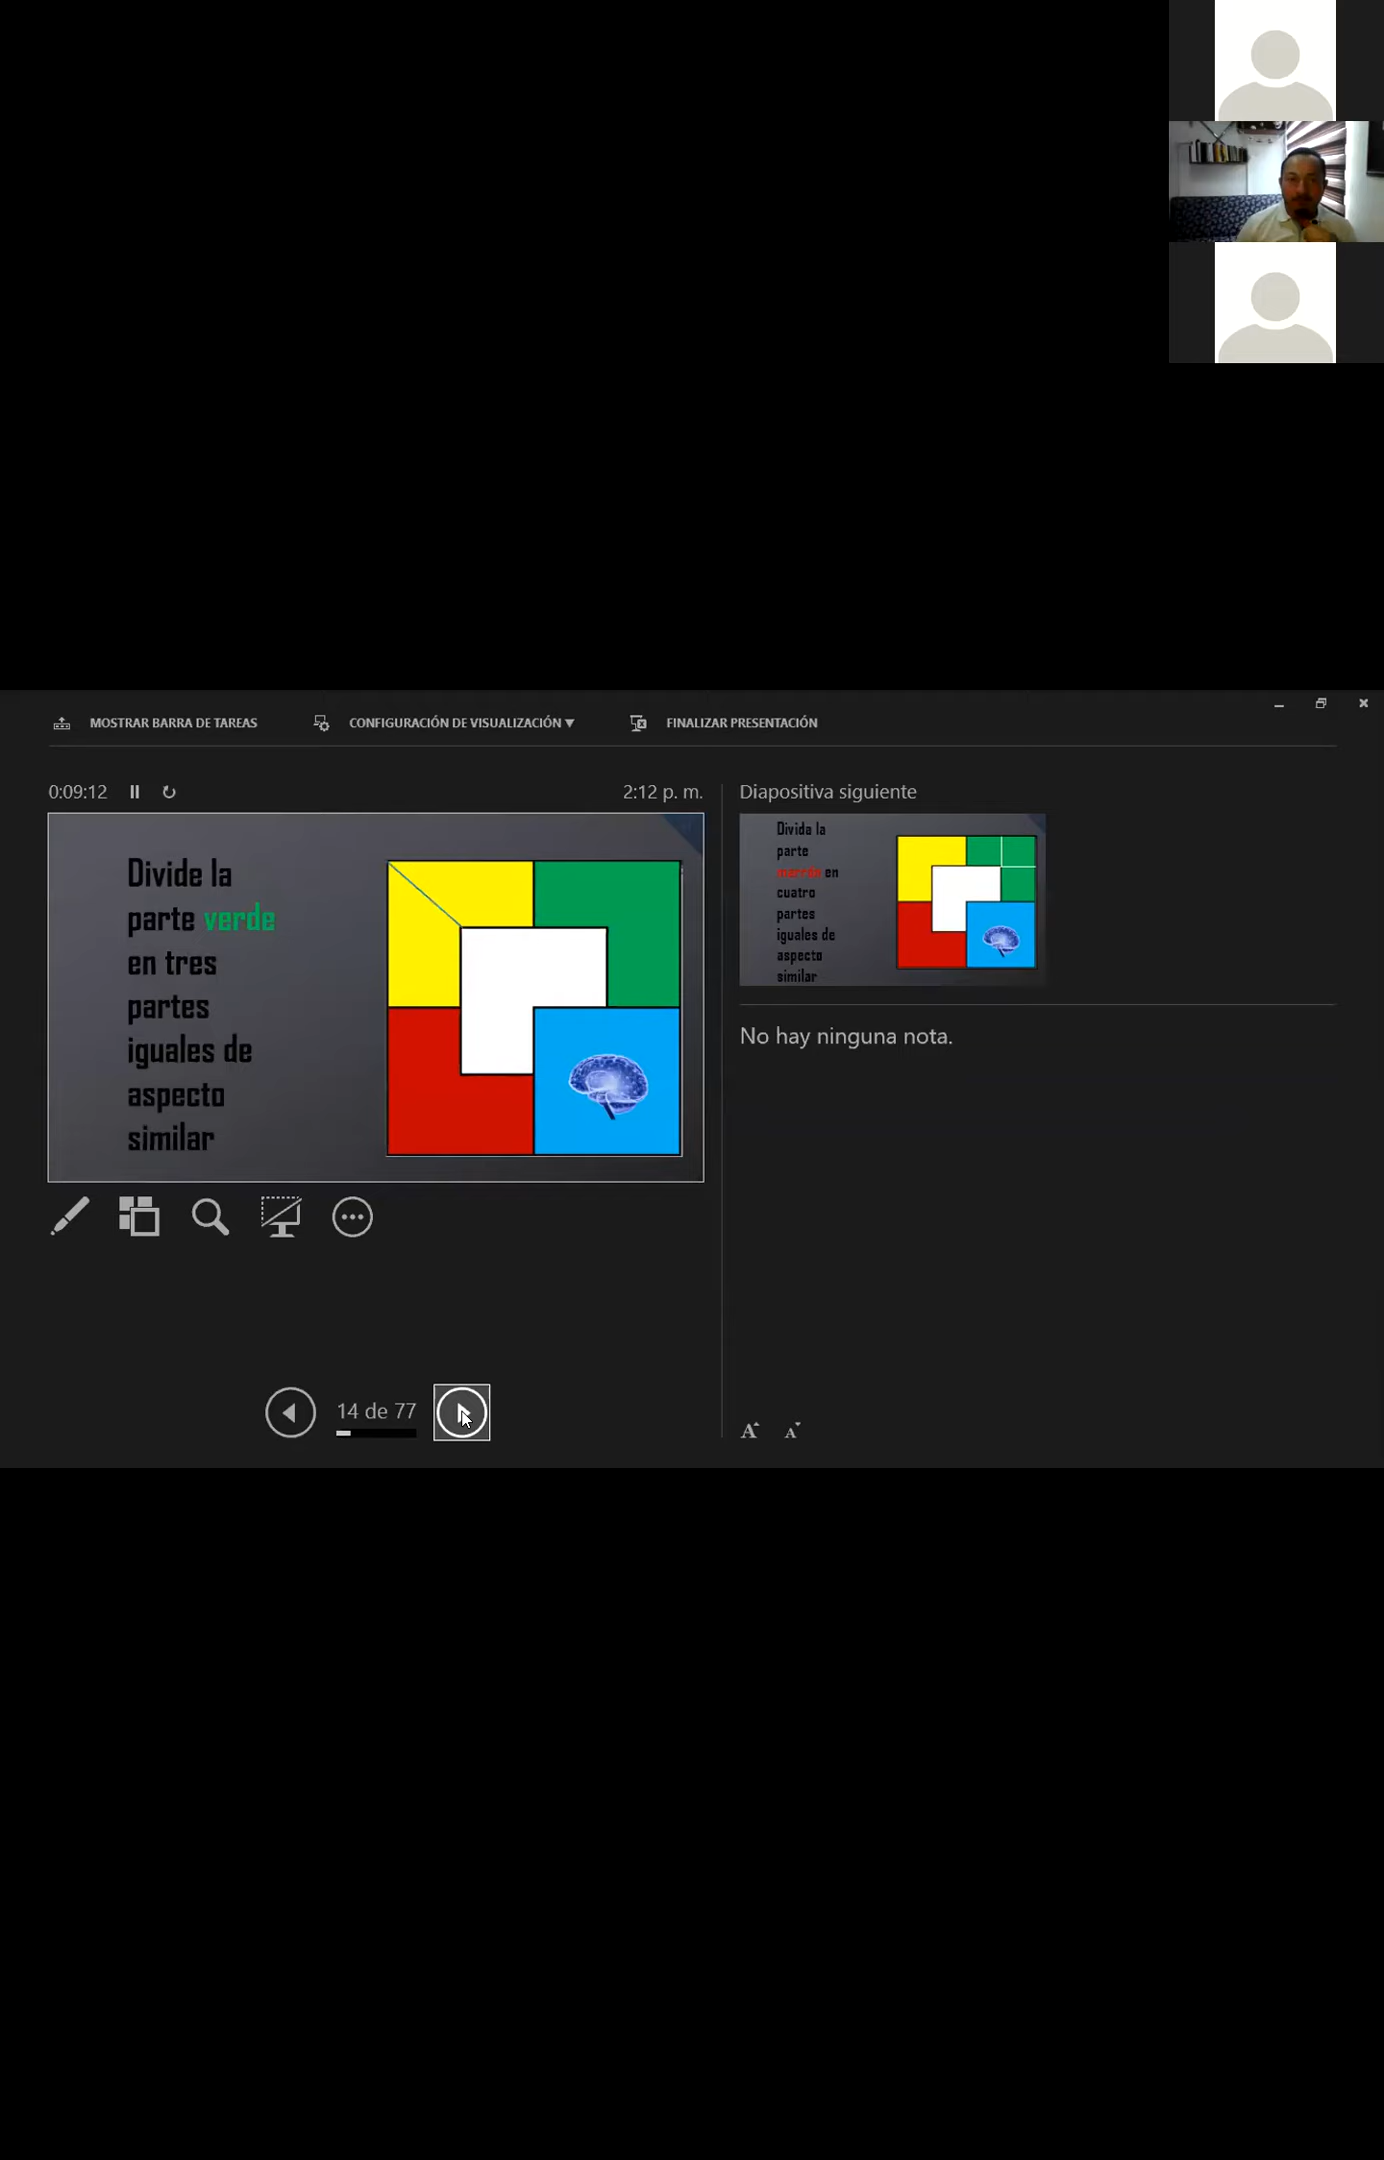 MOSTRAR BARRA DE TAREAS
CONFIGURACIÓN DE VISUALIZACIÓN ▼
FINALIZAR PRESENTACIÓN
0:09:12
2:12 p. m.
Divide la
parte verde
en tres
partes
iguales de
aspecto
similar
14 de 77
Diapositiva siguiente
Divida la
parte
en
cuatro
partes
iguales de
aspecto
similar
No hay ninguna nota.
A A